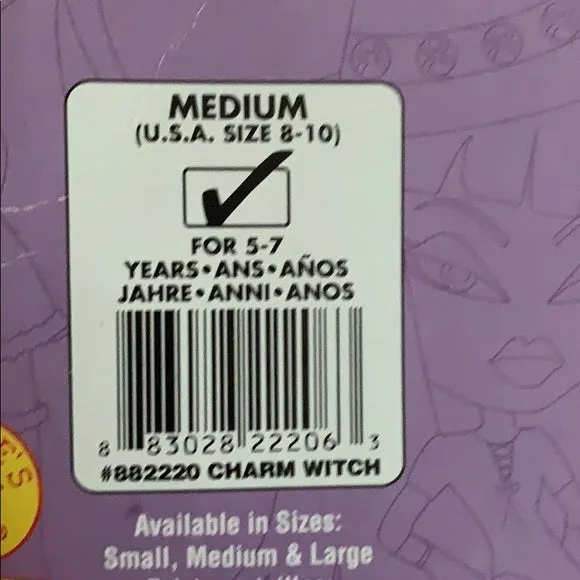 MEDIUM
(U.S.A. SIZE 8-10)
FOR 5-7
YEARS•ANS•AÑOS
JAHRE•ANNI•ANOS
8 83028 22206 3
#882220 CHARM WITCH
E'S
Available in Sizes:
Small, Medium & Large